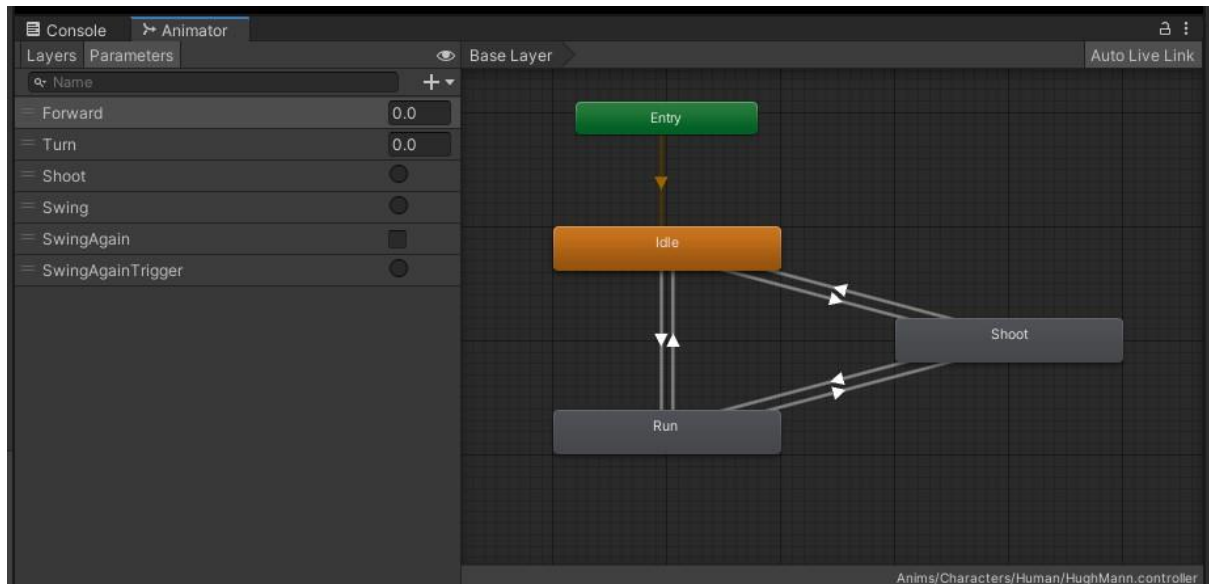 Console Animator
Layers Parameters Base Layer Auto Live Link
Name
Forward 0.0
Turn 0.0
Shoot
Swing
SwingAgain
SwingAgainTrigger
Entry
Idle
Shoot
Run
Anims/Characters/Human/HughMann.controller